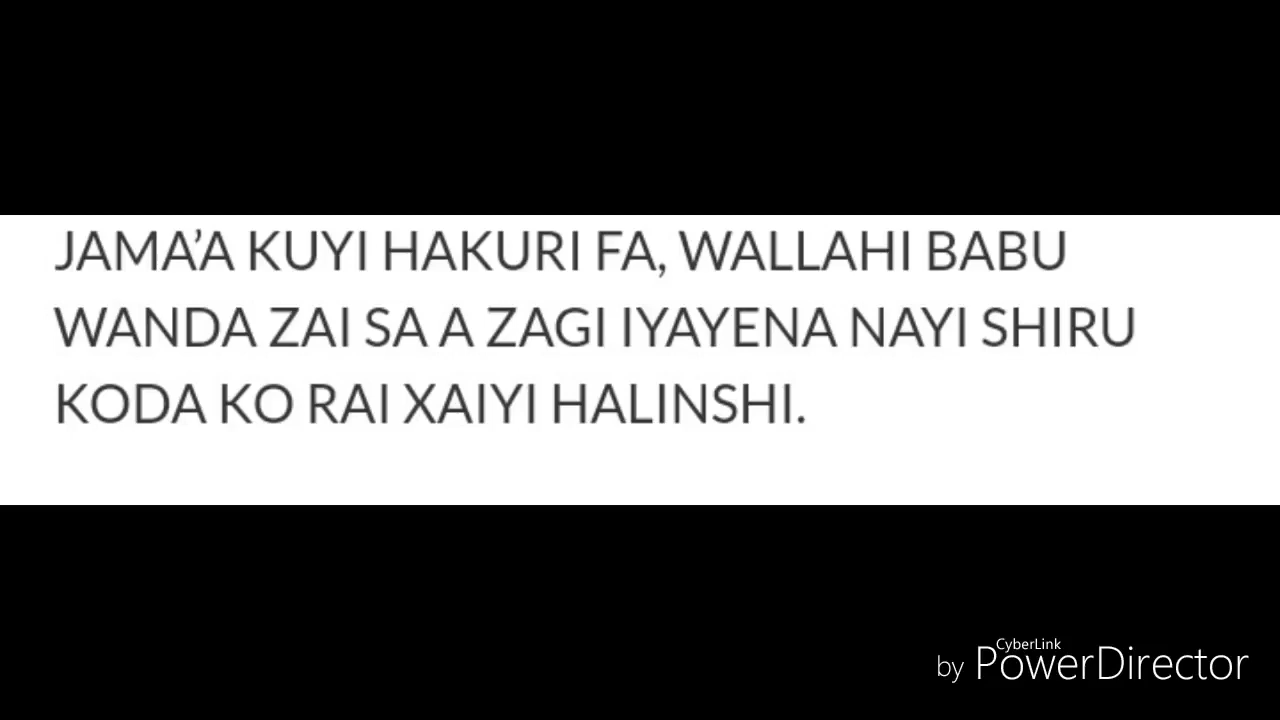 JAMA’A KUYI HAKURI FA, WALLAHI BABU
WANDA ZAI SA A ZAGI IYAYENA NAYI SHIRU
KODA KO RAI XAIYI HALINSHI.
CyberLink
by PowerDirector